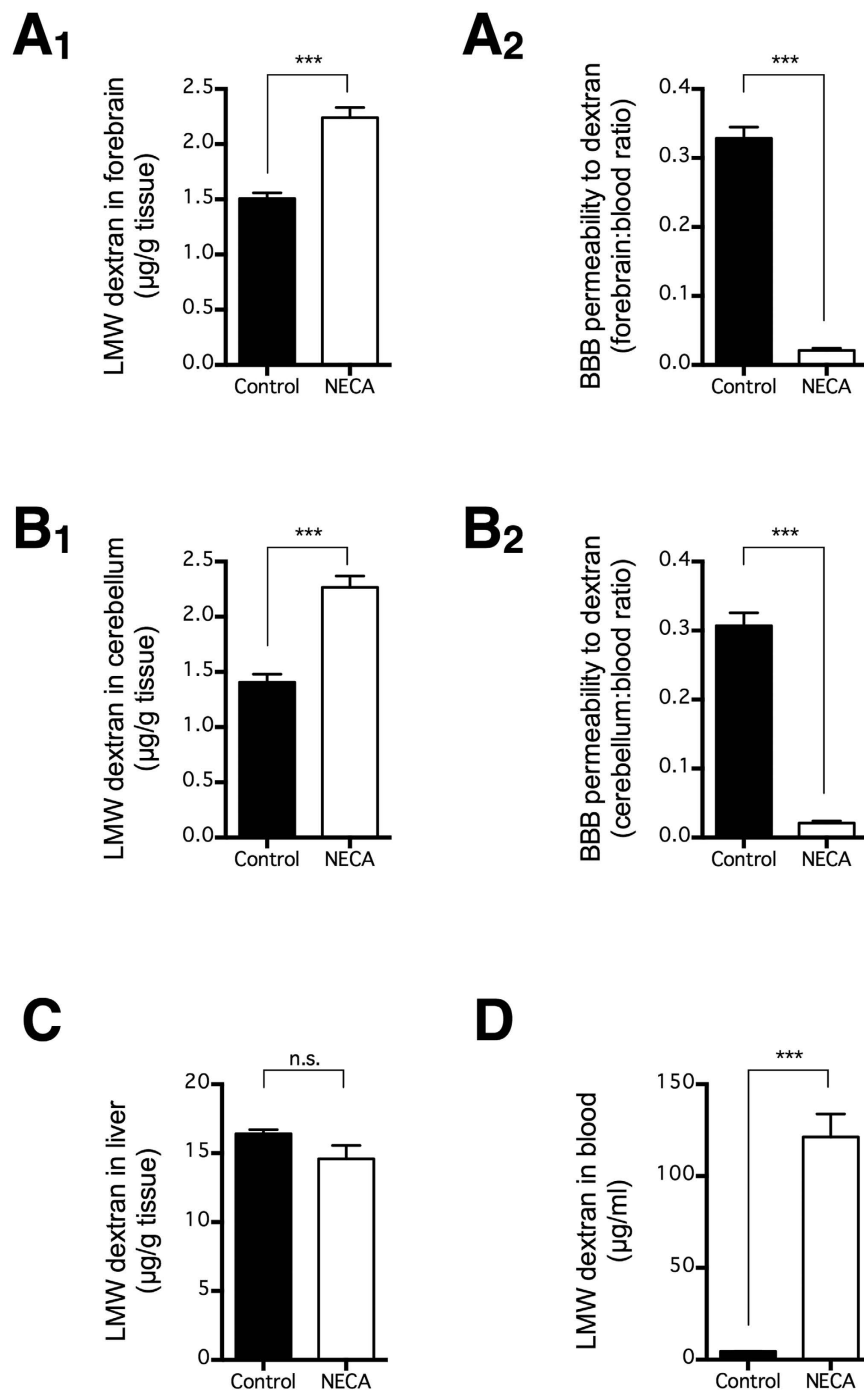 A1
LMW dextran in forebrain
(µg/g tissue)
2.5
2.0
1.5
1.0
0.5
0.0
***
Control
NECA
A2
BBB permeability to dextran
(forebrain:blood ratio)
0.4
0.3
0.2
0.1
0.0
***
Control
NECA
B1
LMW dextran in cerebellum
(µg/g tissue)
2.5
2.0
1.5
1.0
0.5
0.0
***
Control
NECA
B2
BBB permeability to dextran
(cerebellum:blood ratio)
0.4
0.3
0.2
0.1
0.0
***
Control
NECA
C
LMW dextran in liver
(µg/g tissue)
20
15
10
5
0
n.s.
Control
NECA
D
LMW dextran in blood
(µg/ml)
150
100
50
0
***
Control
NECA